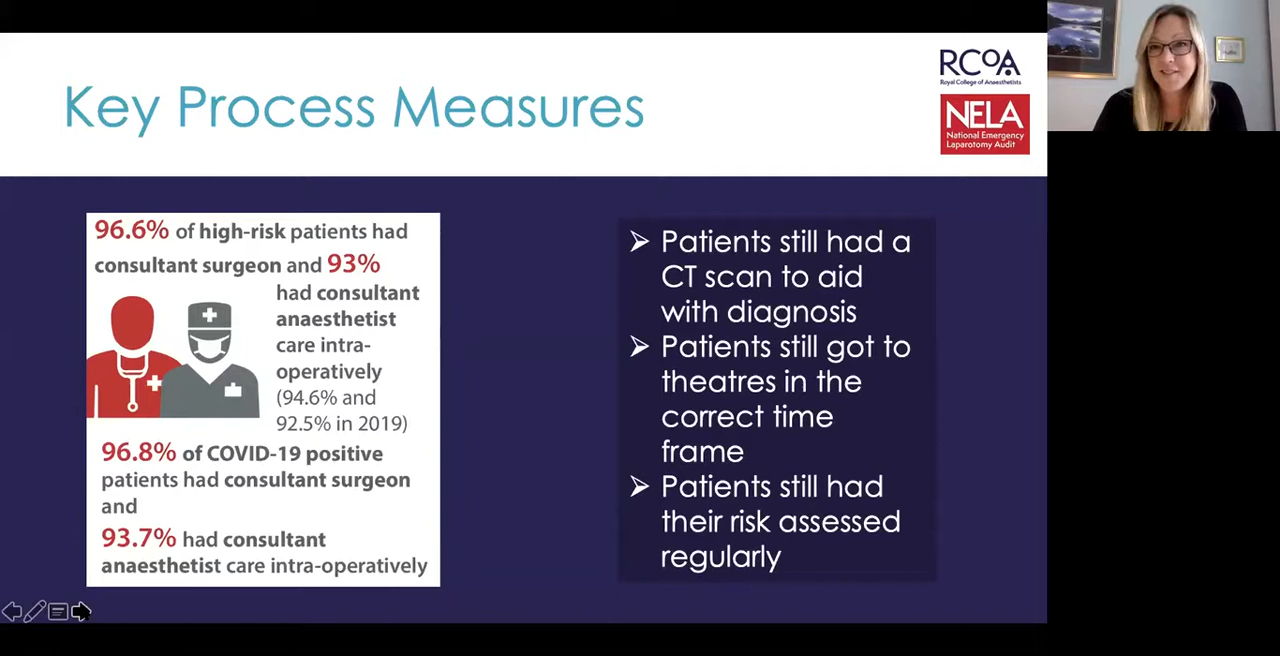 Key Process Measures
RCoA
Royal College of Anaesthetists
NELA
National Emergency
Laparotomy Audit
96.6% of high-risk patients had
consultant surgeon and 93%
had consultant
anaesthetist
care intra-
operatively
(94.6% and
92.5% in 2019)
96.8% of COVID-19 positive
patients had consultant surgeon
and
93.7% had consultant
anaesthetist care intra-operatively
➢ Patients still had a
CT scan to aid
with diagnosis
➢ Patients still got to
theatres in the
correct time
frame
➢ Patients still had
their risk assessed
regularly